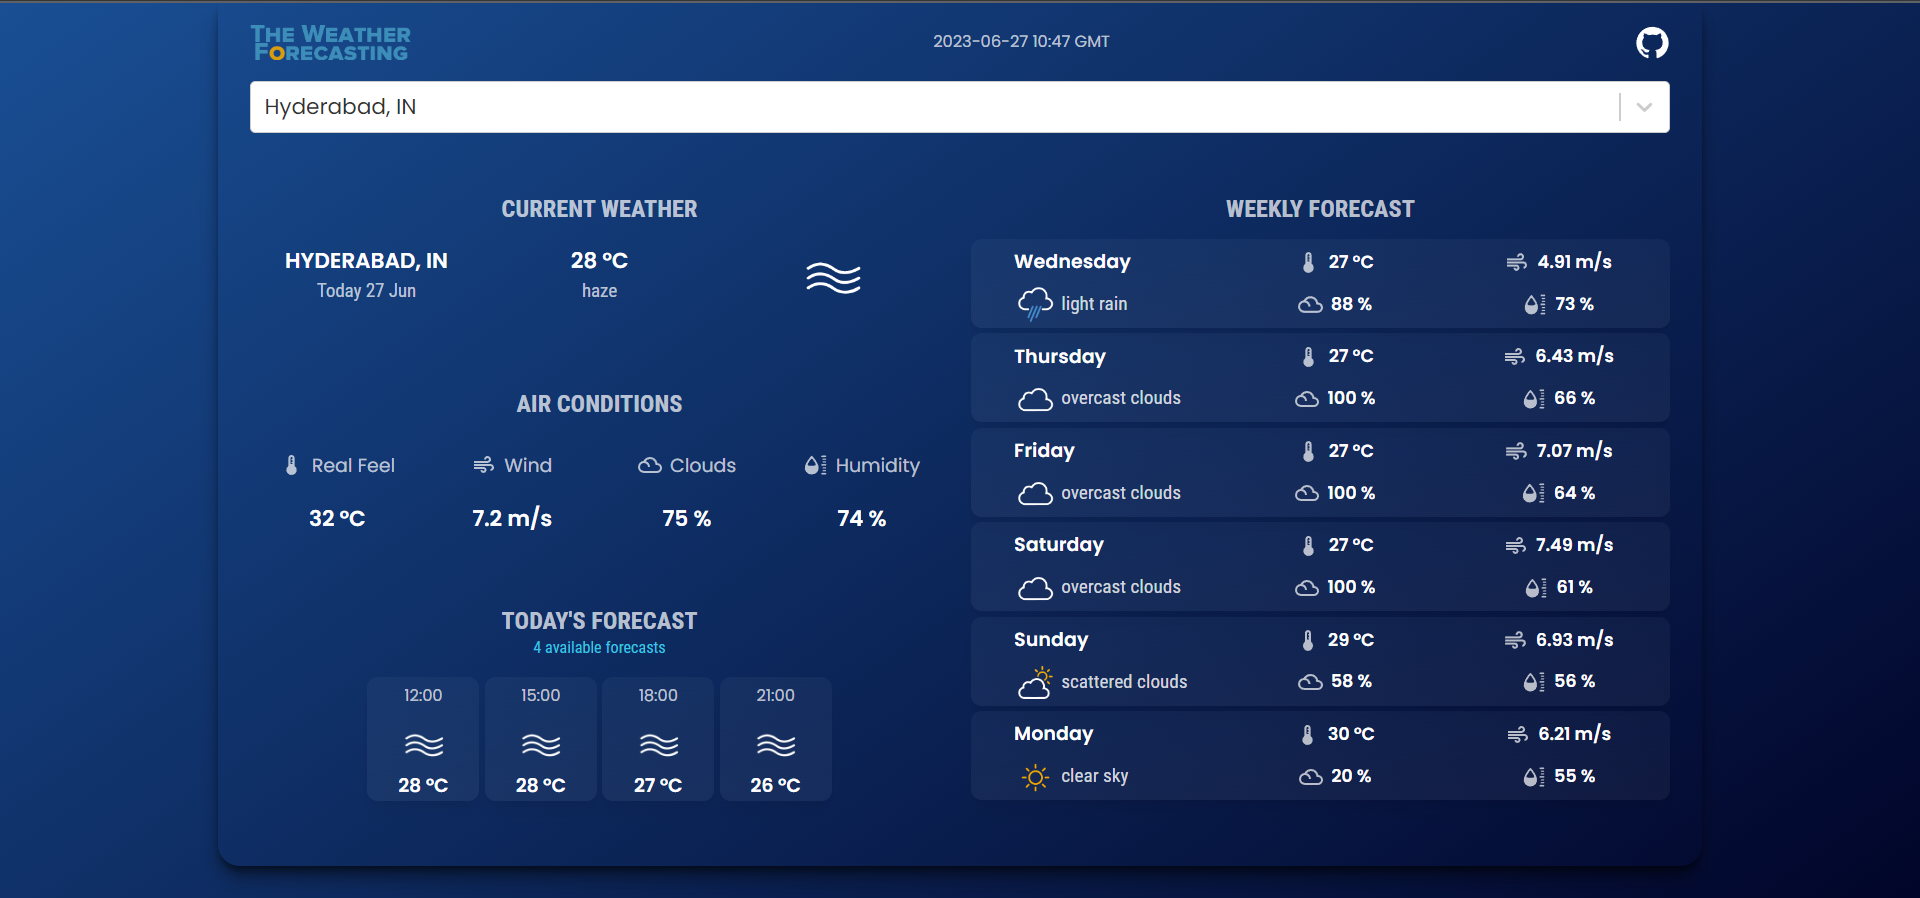 THE WEATHER
FORECASTING
2023-06-27 10:47 GMT
Hyderabad, IN
CURRENT WEATHER
HYDERABAD, IN
Today 27 Jun
28 °C
haze
AIR CONDITIONS
Real Feel
32 °C
Wind
7.2 m/s
Clouds
75 %
Humidity
74 %
TODAY'S FORECAST
4 available forecasts
12:00
28 °C
15:00
28 °C
18:00
27 °C
21:00
26 °C
WEEKLY FORECAST
Wednesday 27 °C 4.91 m/s
light rain 88 % 73 %
Thursday 27 °C 6.43 m/s
overcast clouds 100 % 66 %
Friday 27 °C 7.07 m/s
overcast clouds 100 % 64 %
Saturday 27 °C 7.49 m/s
overcast clouds 100 % 61 %
Sunday 29 °C 6.93 m/s
scattered clouds 58 % 56 %
Monday 30 °C 6.21 m/s
clear sky 20 % 55 %